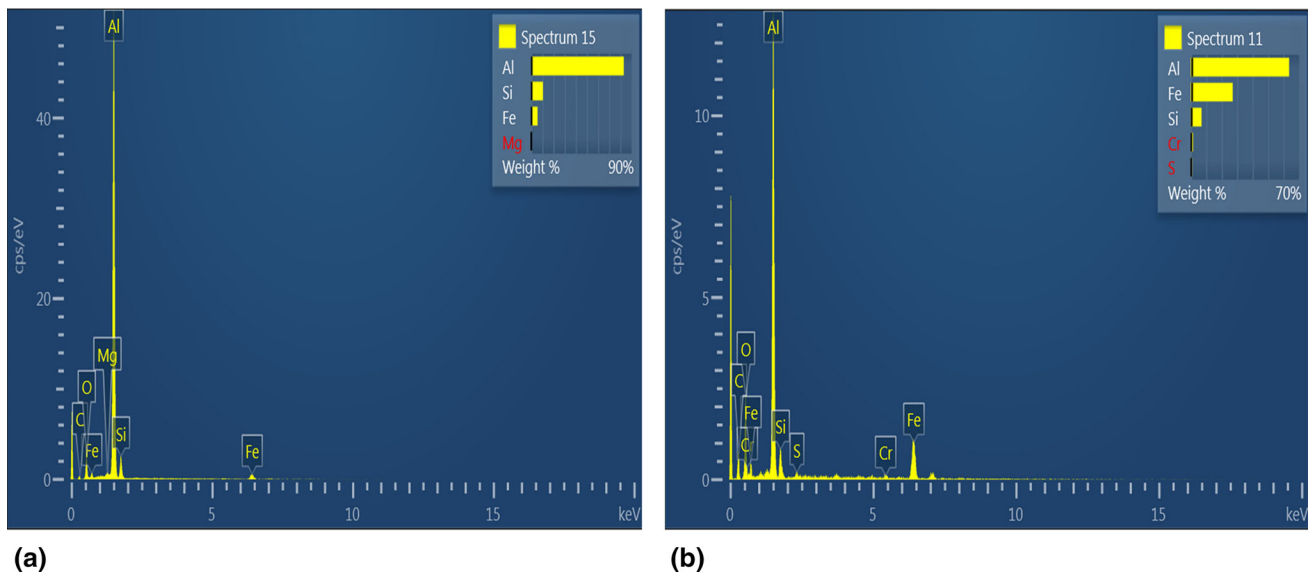 Al
Spectrum 15
Al
Si
Fe
Mg
Weight % 90%
cps/eV
40
20
0
Mg
O
C
Fe
Si
Fe
0 5 10 15 keV
(a)
Al
Spectrum 11
Al
Fe
Si
Cr
S
Weight % 70%
cps/eV
10
5
0
O
C
Fe
C
Si
S
Cr
Fe
0 5 10 15 keV
(b)